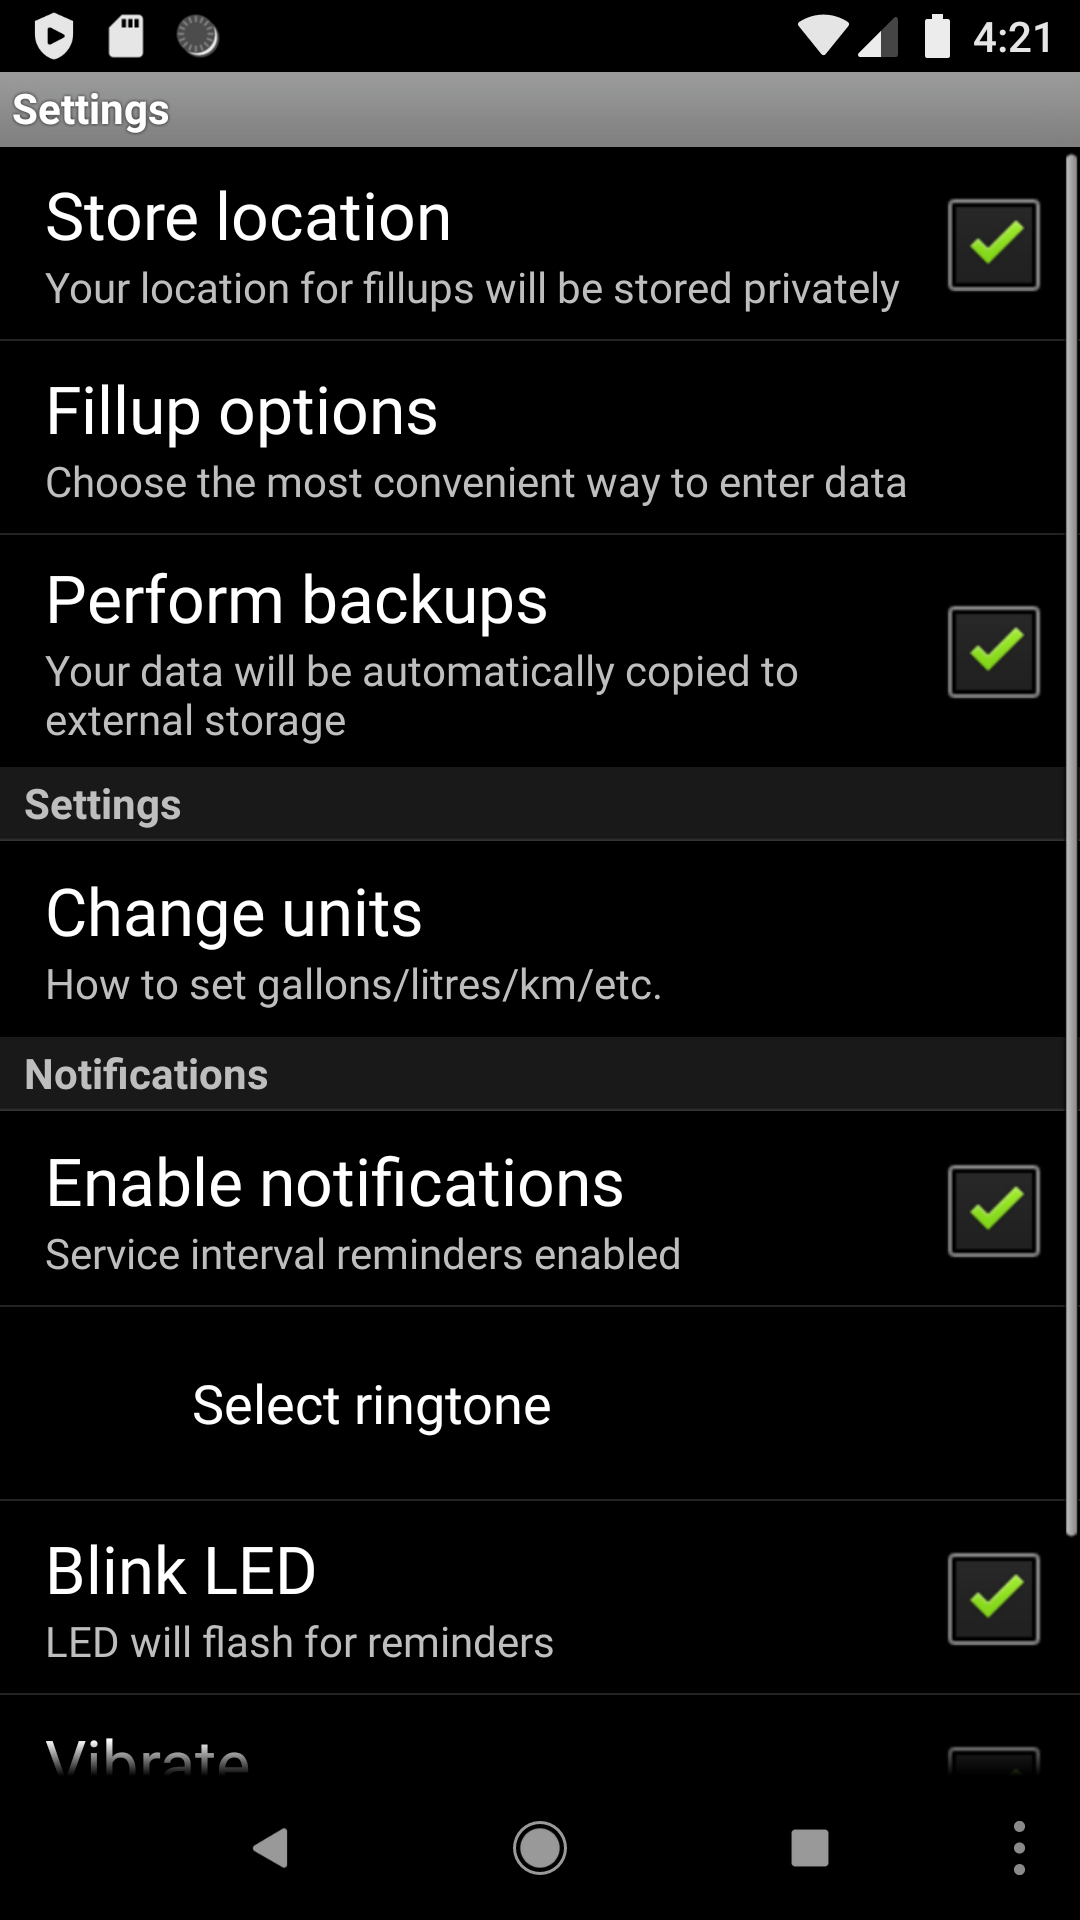 4:21
Settings
Store location
Your location for fillups will be stored privately
Fillup options
Choose the most convenient way to enter data
Perform backups
Your data will be automatically copied to
external storage
Settings
Change units
How to set gallons/litres/km/etc.
Notifications
Enable notifications
Service interval reminders enabled
Select ringtone
Blink LED
LED will flash for reminders
Vibrate